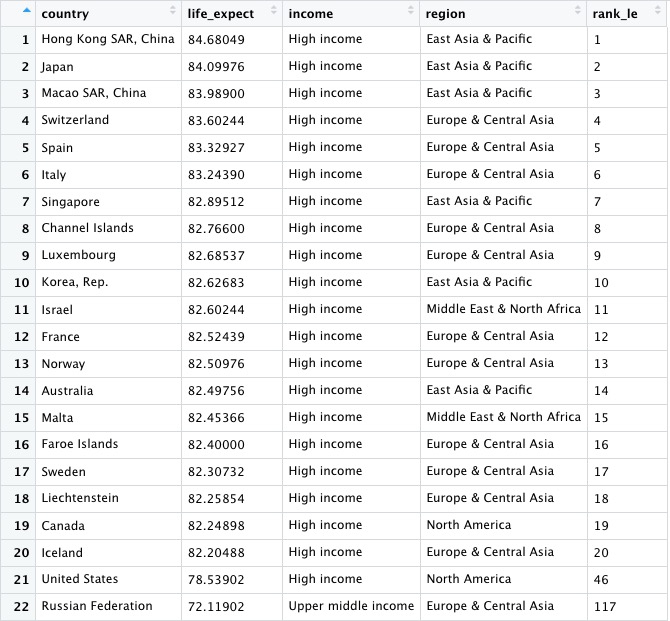 country life_expect income region rank_le
1 Hong Kong SAR, China 84.68049 High income East Asia & Pacific 1
2 Japan 84.09976 High income East Asia & Pacific 2
3 Macao SAR, China 83.98900 High income East Asia & Pacific 3
4 Switzerland 83.60244 High income Europe & Central Asia 4
5 Spain 83.32927 High income Europe & Central Asia 5
6 Italy 83.24390 High income Europe & Central Asia 6
7 Singapore 82.89512 High income East Asia & Pacific 7
8 Channel Islands 82.76600 High income Europe & Central Asia 8
9 Luxembourg 82.68537 High income Europe & Central Asia 9
10 Korea, Rep. 82.62683 High income East Asia & Pacific 10
11 Israel 82.60244 High income Middle East & North Africa 11
12 France 82.52439 High income Europe & Central Asia 12
13 Norway 82.50976 High income Europe & Central Asia 13
14 Australia 82.49756 High income East Asia & Pacific 14
15 Malta 82.45366 High income Middle East & North Africa 15
16 Faroe Islands 82.40000 High income Europe & Central Asia 16
17 Sweden 82.30732 High income Europe & Central Asia 17
18 Liechtenstein 82.25854 High income Europe & Central Asia 18
19 Canada 82.24898 High income North America 19
20 Iceland 82.20488 High income Europe & Central Asia 20
21 United States 78.53902 High income North America 46
22 Russian Federation 72.11902 Upper middle income Europe & Central Asia 117